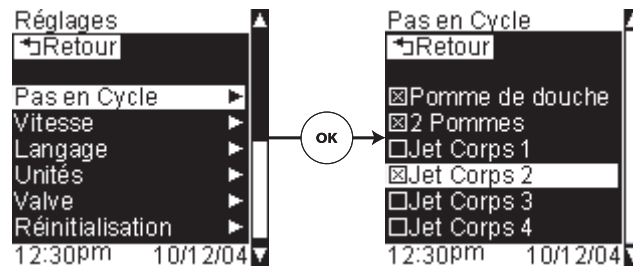 Réglages
Retour
Pas en Cycle
Vitesse
Langage
Unités
Valve
Réinitialisation
12:30pm 10/12/04
OK
Pas en Cycle
Retour
Pomme de douche
2 Pommes
Jet Corps 1
Jet Corps 2
Jet Corps 3
Jet Corps 4
12:30pm 10/12/04